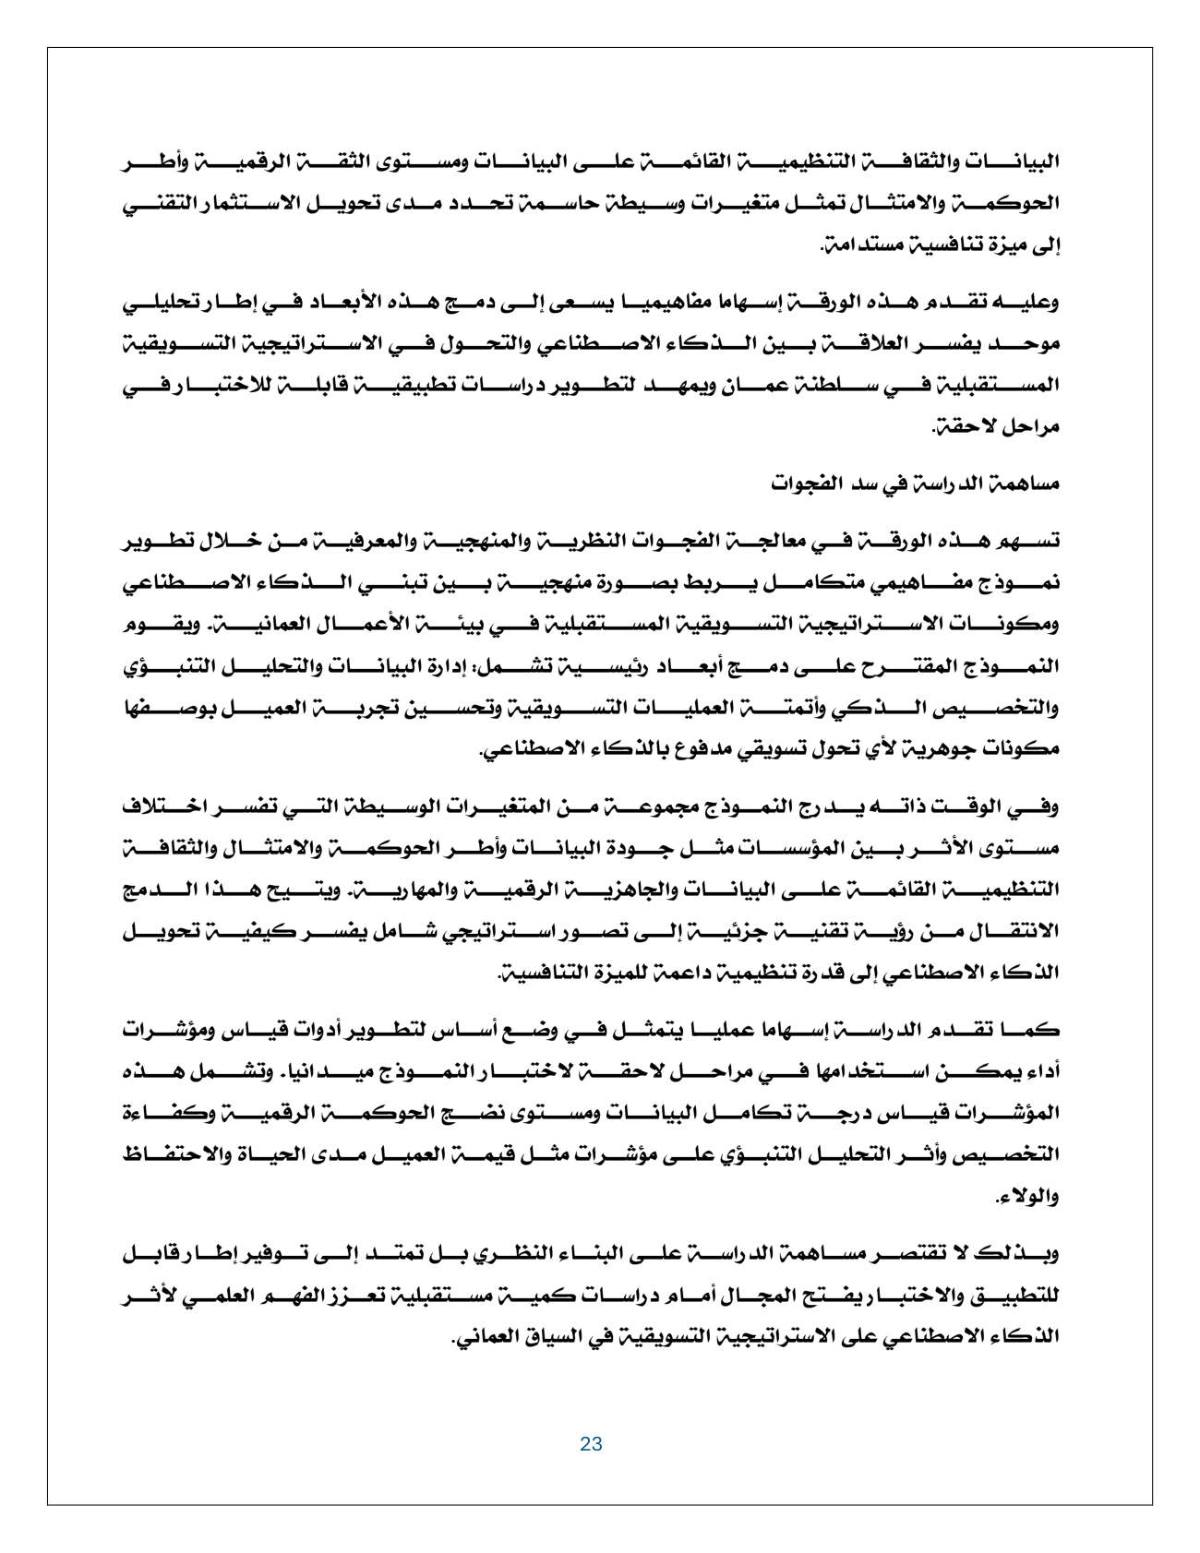 البيانات والثقافة التنظيمية القائمة على البيانات ومستوى الثقة الرقمية وأطر
الحوكمة والامتثال تمثل متغيرات وسيطة حاسمة تحدد مدى تحويل الاستثمار التقني
إلى ميزة تنافسية مستدامة.
وعليه تقدم هذه الورقة إسهاما مفاهيميا يسعى إلى دمج هذه الأبعاد في إطار تحليلي
موحد يفسر العلاقة بين الذكاء الاصطناعي والتحول في الاستراتيجية التسويقية
المستقبلية في سلطنة عمان ويمهد لتطوير دراسات تطبيقية قابلة للاختبار في
مراحل لاحقة.
مساهمة الدراسة في سد الفجوات
تسهم هذه الورقة في معالجة الفجوات النظرية والمنهجية والمعرفية من خلال تطوير
نموذج مفاهيمي متكامل يربط بصورة منهجية بين تبني الذكاء الاصطناعي
ومكونات الاستراتيجية التسويقية المستقبلية في بيئة الأعمال العمانية. ويقوم
النموذج المقترح على دمج أبعاد رئيسية تشمل: إدارة البيانات والتحليل التنبؤي
والتخصيص الذكي وأتمتة العمليات التسويقية وتحسين تجربة العميل بوصفها
مكونات جوهرية لأي تحول تسويقي مدفوع بالذكاء الاصطناعي.
وفي الوقت ذاته يدرج النموذج مجموعة من المتغيرات الوسيطة التي تفسر اختلاف
مستوى الأثر بين المؤسسات مثل جودة البيانات وأطر الحوكمة والامتثال والثقافة
التنظيمية القائمة على البيانات والجاهزية الرقمية والمهارية. ويتيح هذا الدمج
الانتقال من رؤية تقنية جزئية إلى تصور استراتيجي شامل يفسر كيفية تحويل
الذكاء الاصطناعي إلى قدرة تنظيمية داعمة للميزة التنافسية.
كما تقدم الدراسة إسهاما عمليا يتمثل في وضع أساس لتطوير أدوات قياس ومؤشرات
أداء يمكن استخدامها في مراحل لاحقة لاختبار النموذج ميدانيا. وتشمل هذه
المؤشرات قياس درجة تكامل البيانات ومستوى نضج الحوكمة الرقمية وكفاءة
التخصيص وأثر التحليل التنبؤي على مؤشرات مثل قيمة العميل مدى الحياة والاحتفاظ
والولاء.
وبذلك لا تقتصر مساهمة الدراسة على البناء النظري بل تمتد إلى توفير إطار قابل
للتطبيق والاختبار يفتح المجال أمام دراسات كمية مستقبلية تعزز الفهم العلمي لأثر
الذكاء الاصطناعي على الاستراتيجية التسويقية في السياق العماني.
23